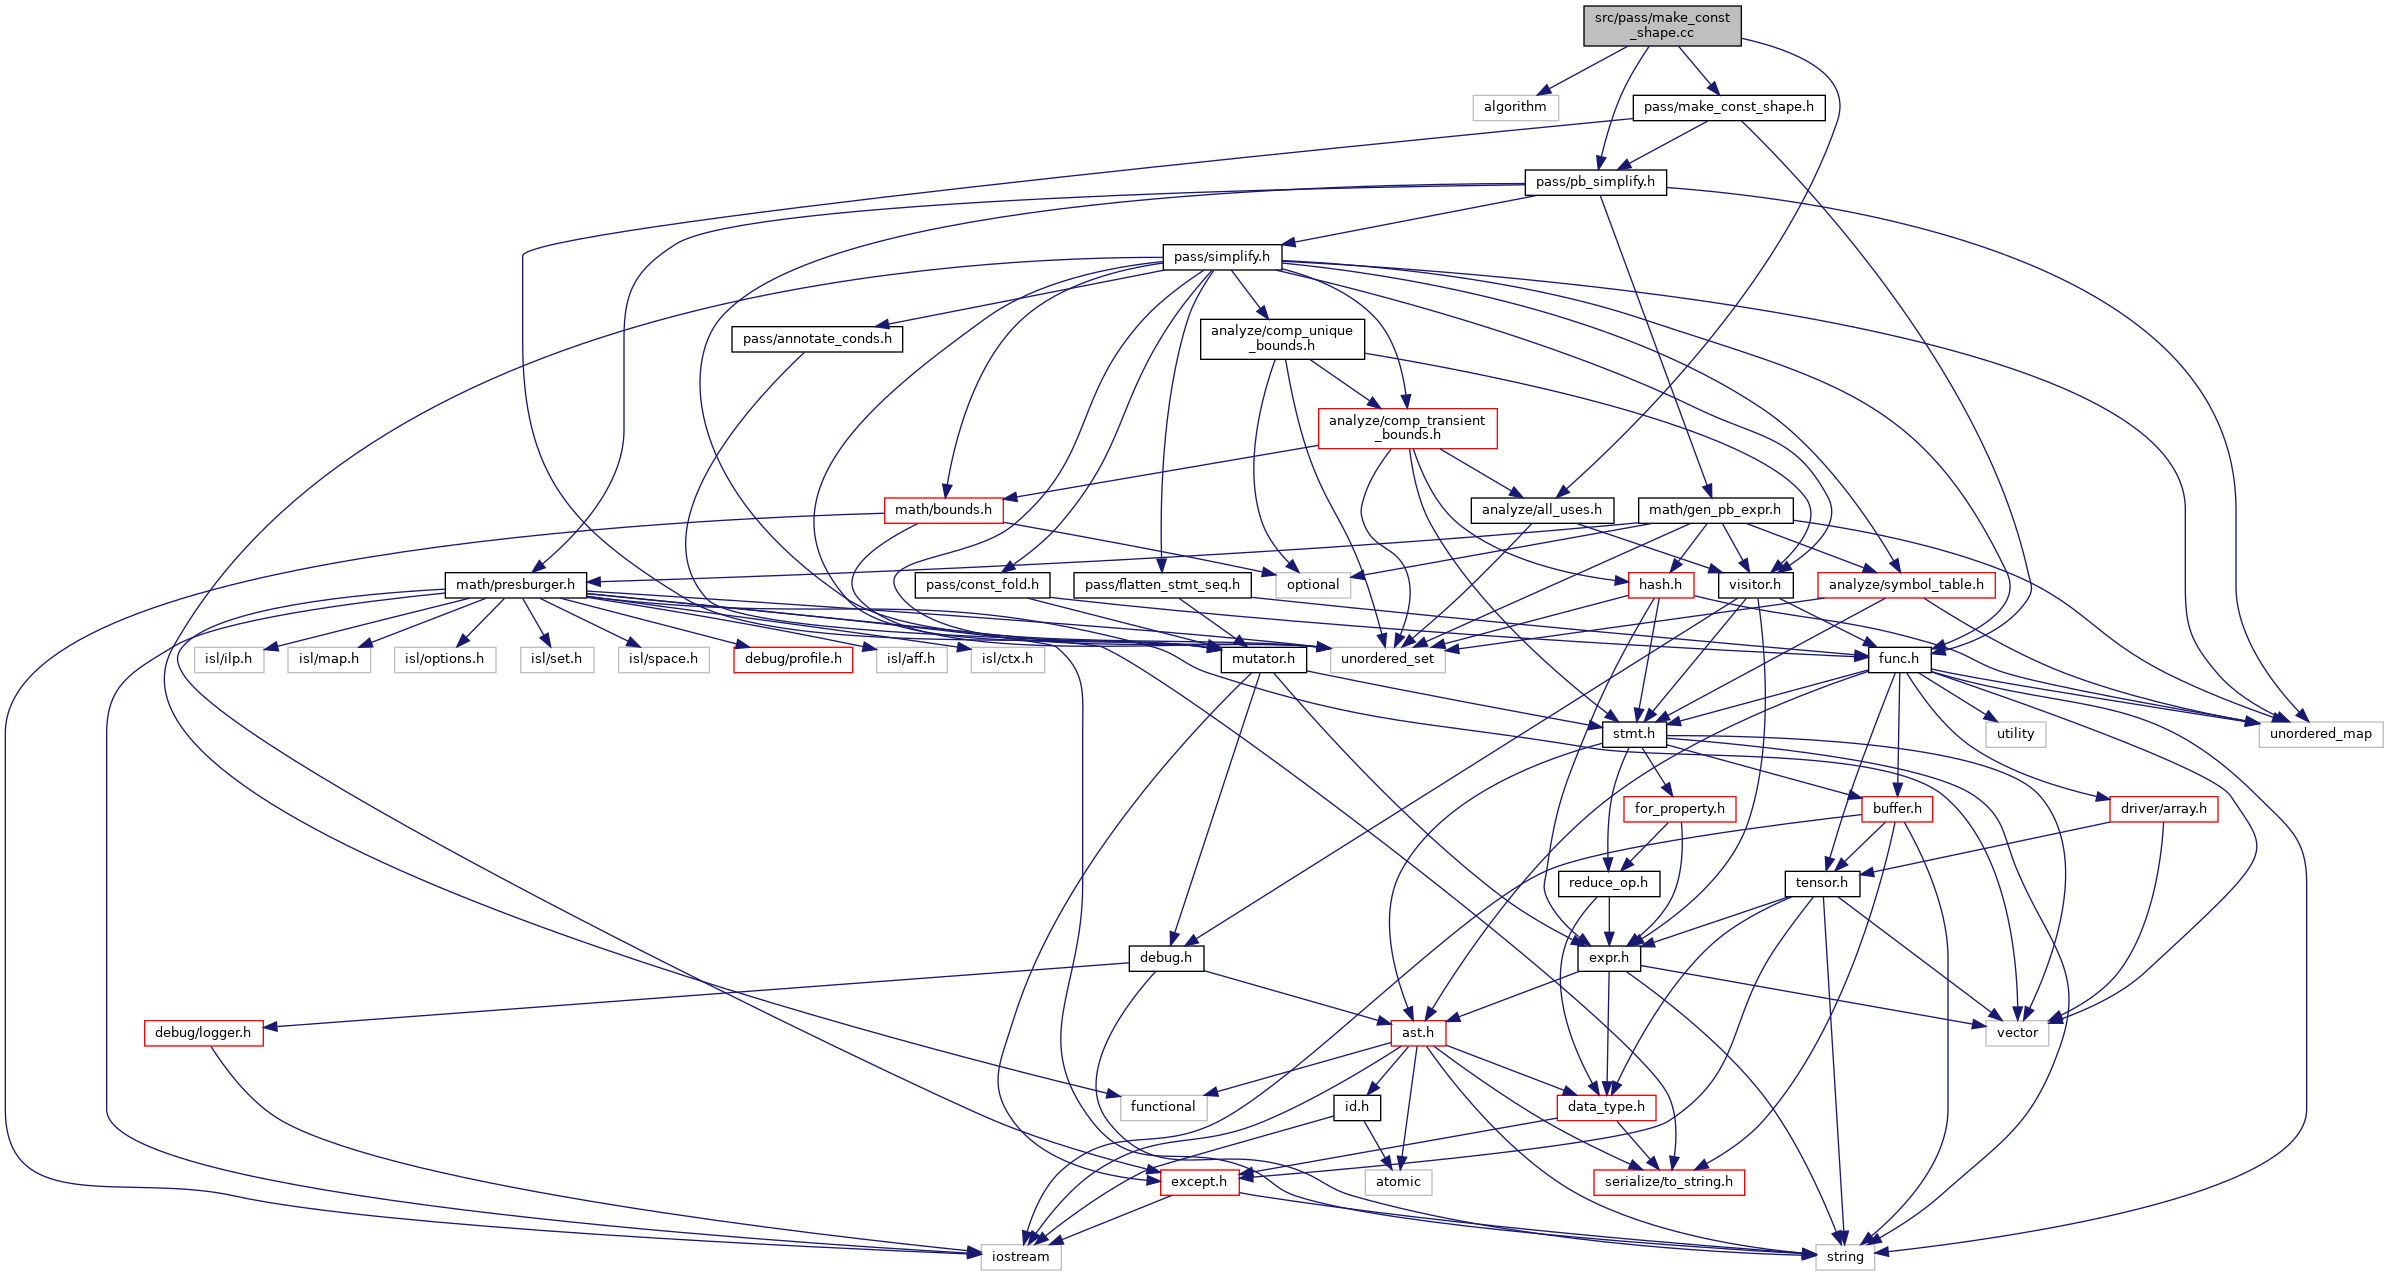 src/pass/make_const
_shape.cc
algorithm
pass/make_const_shape.h
pass/pb_simplify.h
pass/simplify.h
pass/annotate_conds.h
analyze/comp_unique
_bounds.h
analyze/comp_transient
_bounds.h
math/bounds.h
analyze/all_uses.h
math/gen_pb_expr.h
math/presburger.h
pass/const_fold.h
pass/flatten_stmt_seq.h
optional
hash.h
visitor.h
analyze/symbol_table.h
isl/ilp.h
isl/map.h
isl/options.h
isl/set.h
isl/space.h
debug/profile.h
isl/aff.h
isl/ctx.h
mutator.h
unordered_set
func.h
stmt.h
utility
unordered_map
for_property.h
buffer.h
driver/array.h
reduce_op.h
tensor.h
debug.h
expr.h
debug/logger.h
ast.h
vector
functional
id.h
data_type.h
except.h
atomic
serialize/to_string.h
iostream
string